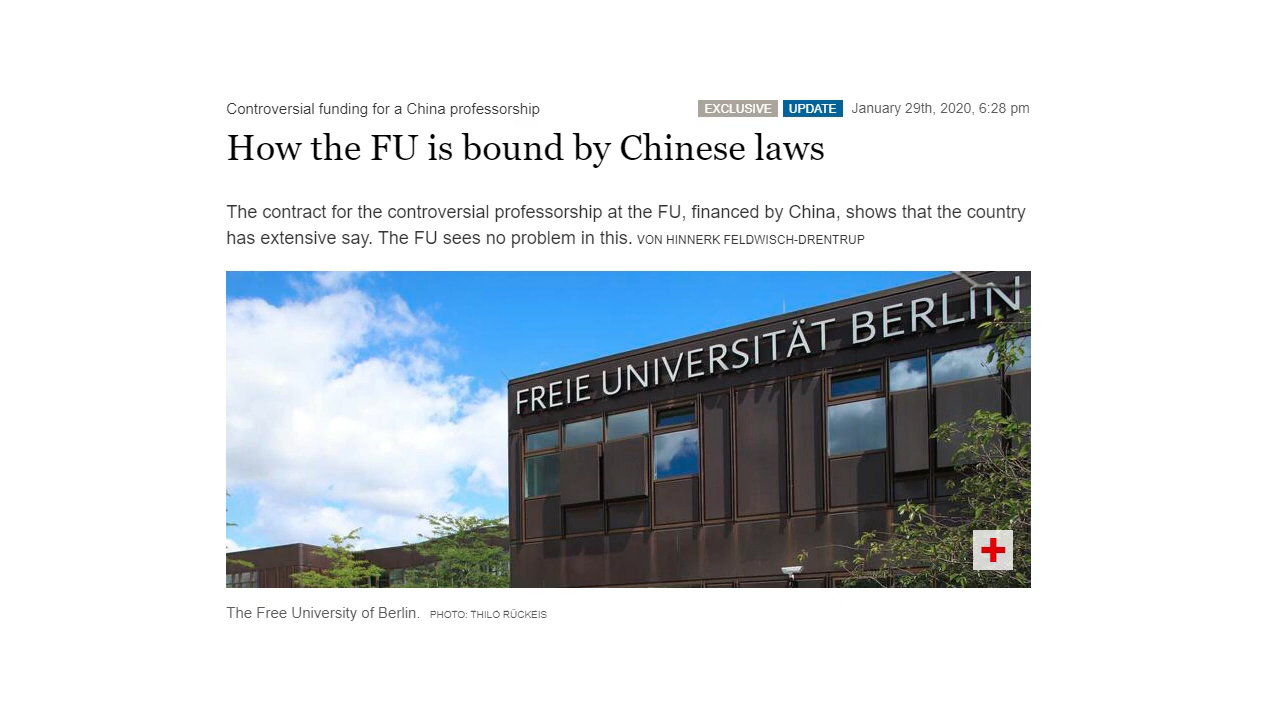 Controversial funding for a China professorship
EXCLUSIVE UPDATE January 29th, 2020, 6:28 pm
How the FU is bound by Chinese laws
The contract for the controversial professorship at the FU, financed by China, shows that the country
has extensive say. The FU sees no problem in this. VON HINNERK FELDWISCH-DRENTRUP
FREIE UNIVERSITÄT BERLIN
The Free University of Berlin. PHOTO: THILO RÜCKEIS